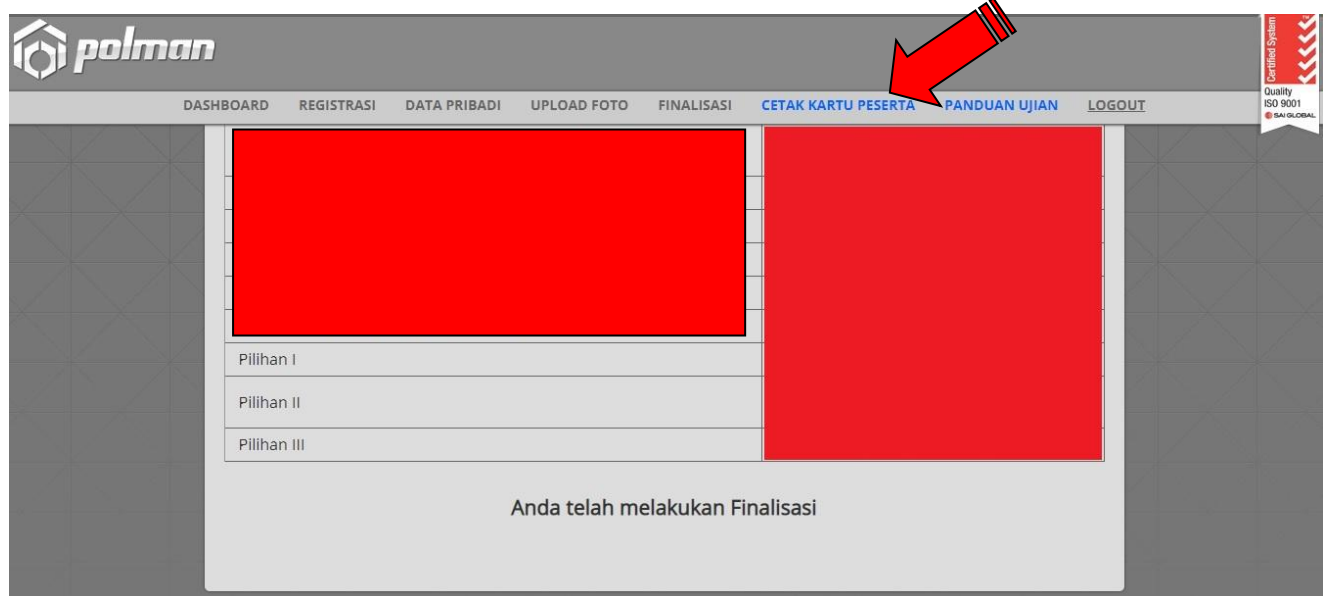 polman
Certified System
Quality
ISO 9001
SAI GLOBAL
DASHBOARD REGISTRASI DATA PRIBADI UPLOAD FOTO FINALISASI CETAK KARTU PESERTA PANDUAN UJIAN LOGOUT
Pilihan I
Pilihan II
Pilihan III
Anda telah melakukan Finalisasi